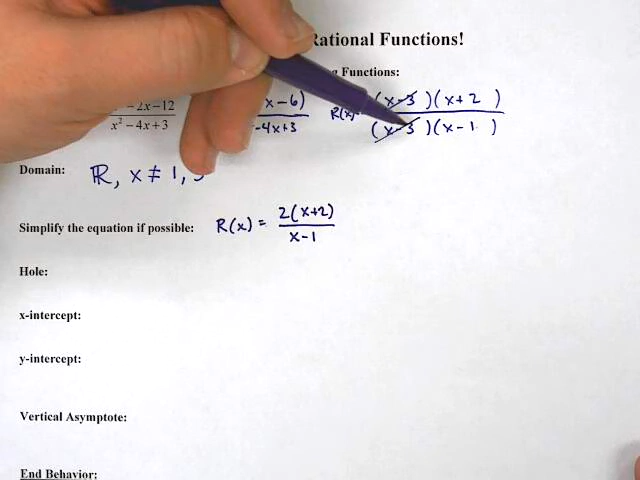 Rational Functions!
Functions:
- 2x - 12
x² - 4x + 3
x - 6)
- 4x + 3
R(x)
(x - 3)(x + 2)
(x - 3)(x - 1)
Domain: ℝ, x ≠ 1,
Simplify the equation if possible: R(x) = 2(x+2)
x - 1
Hole:
x-intercept:
y-intercept:
Vertical Asymptote:
End Behavior: